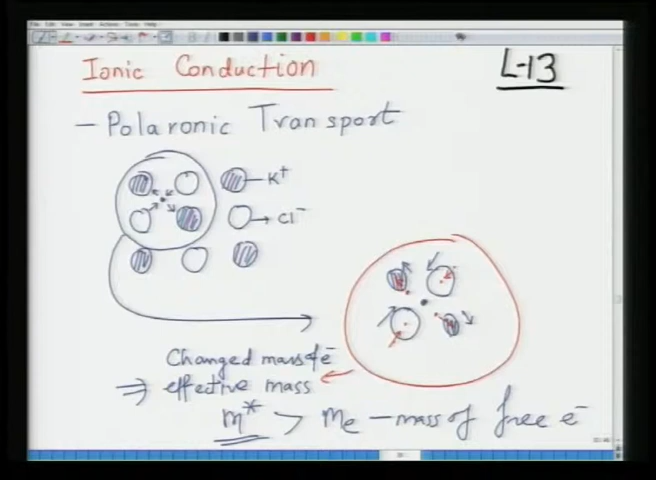 Ionic Conduction
L-13
- Polaronic Transport
K+
Cl-
Changed mass of e-
⇒ effective mass
m* > me - mass of free e-